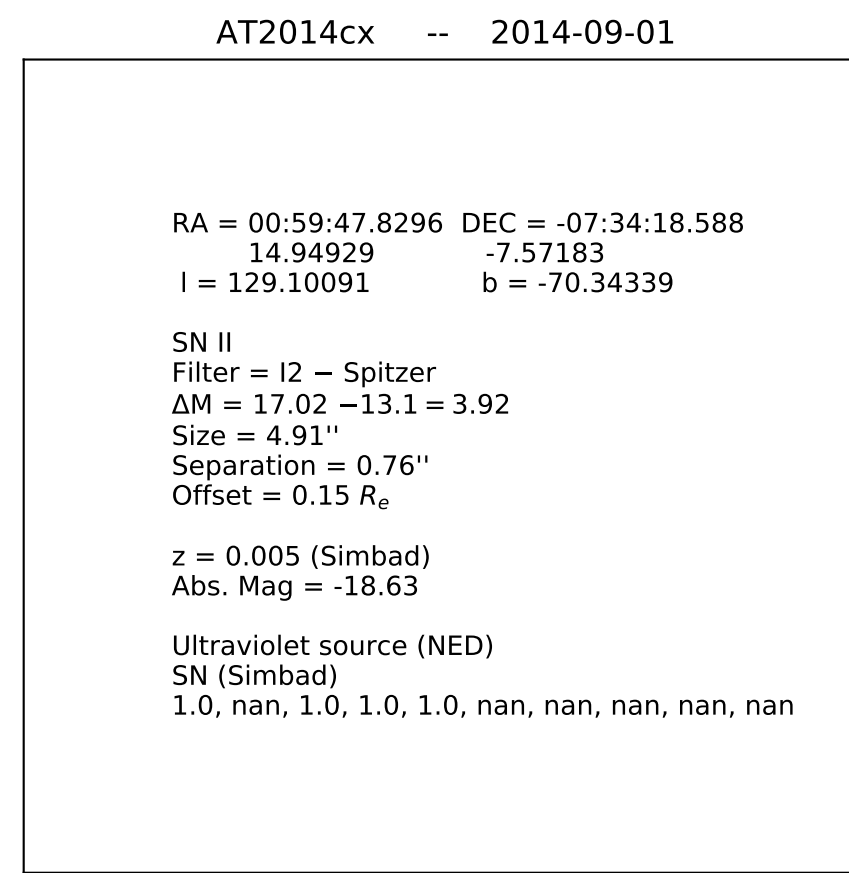 AT2014cx -- 2014-09-01
RA = 00:59:47.8296 DEC = -07:34:18.588
14.94929 -7.57183
l = 129.10091 b = -70.34339
SN II
Filter = I2 − Spitzer
ΔM = 17.02 −13.1 = 3.92
Size = 4.91''
Separation = 0.76''
Offset = 0.15 Rₑ
z = 0.005 (Simbad)
Abs. Mag = -18.63
Ultraviolet source (NED)
SN (Simbad)
1.0, nan, 1.0, 1.0, 1.0, nan, nan, nan, nan, nan